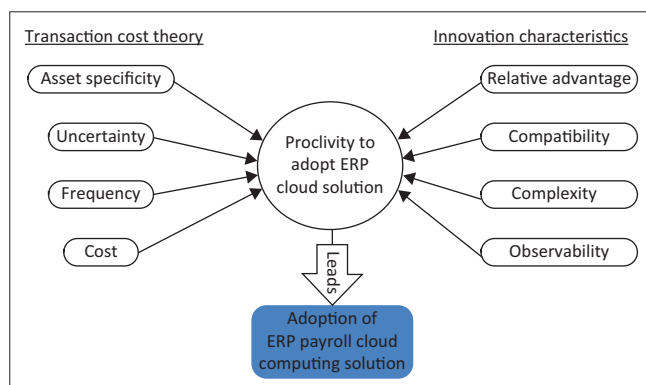 Transaction cost theory
Innovation characteristics
Asset specificity
Relative advantage
Uncertainty
Compatibility
Frequency
Complexity
Cost
Observability
Proclivity to
adopt ERP
cloud solution
Leads
Adoption of
ERP payroll cloud
computing solution